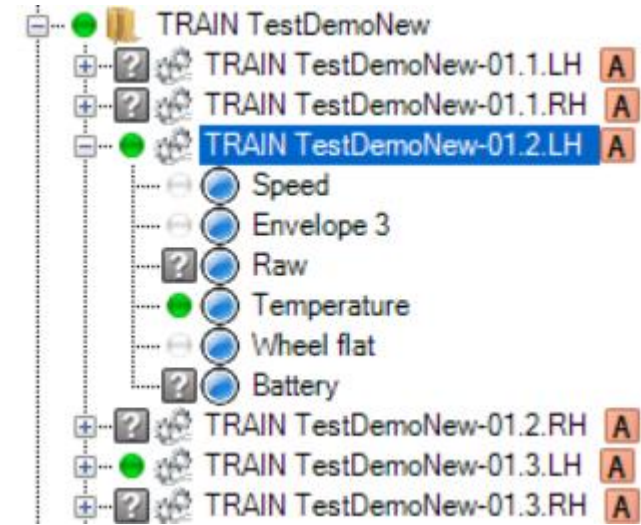 TRAIN TestDemoNew
? TRAIN TestDemoNew-01.1.LH A
? TRAIN TestDemoNew-01.1.RH A
TRAIN TestDemoNew-01.2.LH A
Speed
Envelope 3
? Raw
Temperature
Wheel flat
? Battery
? TRAIN TestDemoNew-01.2.RH A
TRAIN TestDemoNew-01.3.LH A
? TRAIN TestDemoNew-01.3.RH A